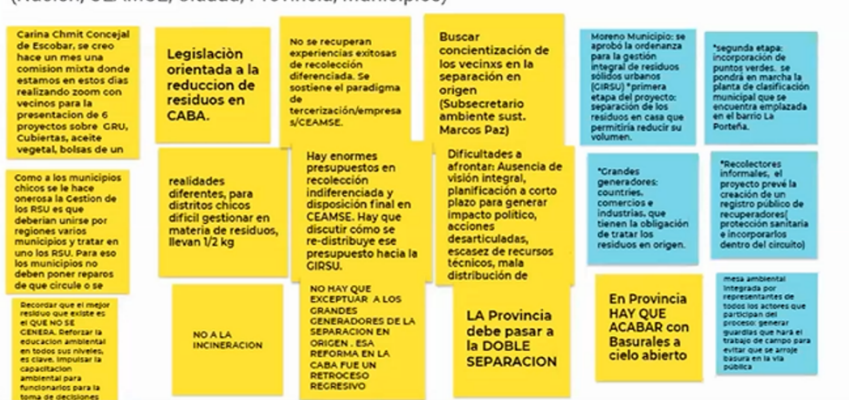 (Nación, CEAMSE, Ciudad, Provincia, Municipios)
Carina Chmit Concejal
de Escobar, se creo
hace un mes una
comision mixta donde
estamos en estos dias
realizando zoom con
vecinos para la
presentacion de 6
proyectos sobre GRU,
Cubiertas, aceite
vegetal, bolsas de un
Legislaciòn
orientada a la
reduccion de
residuos en
CABA.
No se recuperan
experiencias exitosas
de recolección
diferenciada. Se
sostiene el paradigma
de
tercerización/empresa
s/CEAMSE.
Buscar
concientización de
los vecinxs en la
separación en
origen
(Subsecretario
ambiente sust.
Marcos Paz)
Moreno Municipio: se
aprobó la ordenanza
para la gestión
integral de residuos
sólidos urbanos
(GIRSU) *primera
etapa del proyecto:
separación de los
residuos en casa que
permitiría reducir su
volumen.
*segunda etapa:
incorporación de
puntos verdes. se
pondrá en marcha la
planta de clasificación
municipal que se
encuentra emplazada
en el barrio La
Porteña.
Como a los municipios
chicos se le hace
onerosa la Gestion de
los RSU es que
deberian unirse por
regiones varios
municipios y tratar en
uno los RSU. Para eso
los municipios no
deben poner reparos
de que circule o se
realidades
diferentes, para
distritos chicos
dificil gestionar en
materia de residuos,
llevan 1/2 kg
Hay enormes
presupuestos en
recolección
indiferenciada y
disposición final en
CEAMSE. Hay que
discutir cómo se
re-distribuye ese
presupuesto hacia la
GIRSU.
Dificultades a
afrontar: Ausencia de
visión integral,
planificación a corto
plazo para generar
impacto político,
acciones
desarticuladas,
escasez de recursos
técnicos, mala
distribución de
*Grandes
generadores:
countries,
comercios e
industrias, que
tienen la obligación
de tratar los
residuos en origen.
*Recolectores
informales, el
proyecto prevé la
creación de un
registro público de
recuperadores(
protección sanitaria
e incorporarlos
dentro del circuito)
Recordar que el mejor
residuo que existe es
el QUE NO SE
GENERA. Reforzar la
educacion ambiental
en todos sus niveles,
es clave. Impulsar la
capacitacion
ambiental para
funcionarios para la
toma de decisiones
NO A LA
INCINERACION
NO HAY QUE
EXCEPTUAR A LOS
GRANDES
GENERADORES DE LA
SEPARACION EN
ORIGEN . ESA
REFORMA EN LA
CABA FUE UN
RETROCESO
REGRESIVO
LA Provincia
debe pasar a
la DOBLE
SEPARACION
En Provincia
HAY QUE
ACABAR con
Basurales a
cielo abierto
mesa ambiental
integrada por
representantes de
todos los actores que
participan del
proceso: generar
guardias que hará el
trabajo de campo para
evitar que se arroje
basura en la vía
pública